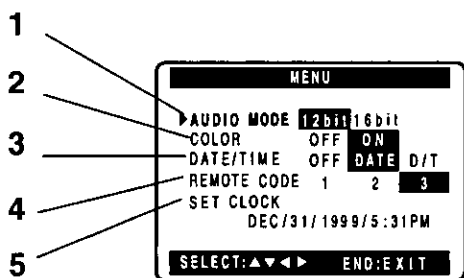 1
2
3
4
5
MENU
▶AUDIO MODE 12bit 16bit
COLOR OFF ON
DATE/TIME OFF DATE D/T
REMOTE CODE 1 2 3
SET CLOCK
DEC/31/1999/5:31PM
SELECT:▲▼◀▶ END:EXIT